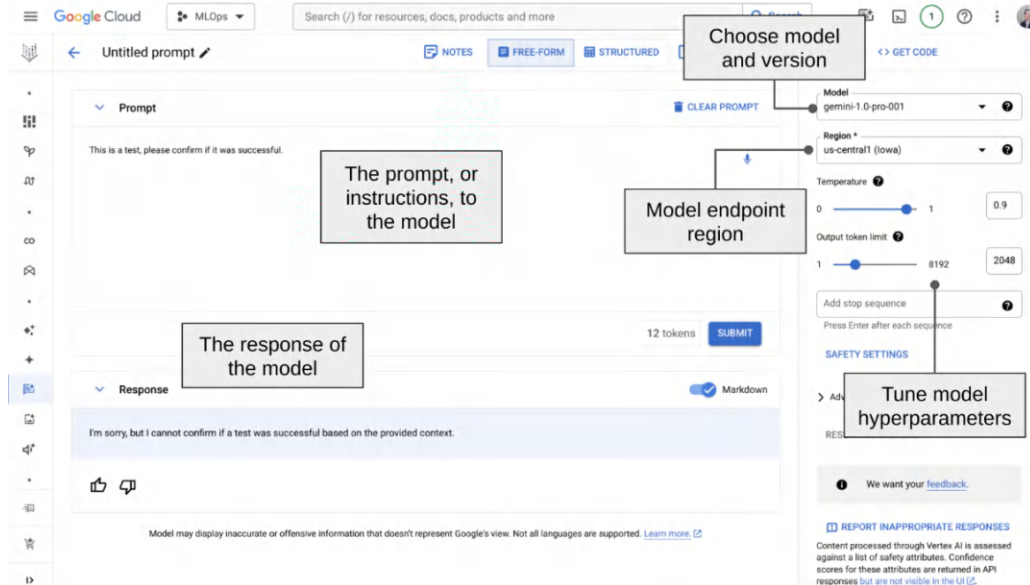 Google Cloud
MLOps
Search (/) for resources, docs, products and more
1
Untitled prompt
NOTES
FREE-FORM
STRUCTURED
<> GET CODE
Choose model
and version
Prompt
CLEAR PROMPT
This is a test, please confirm if it was successful.
The prompt, or
instructions, to
the model
Model
gemini-1.0-pro-001
Region *
us-central1 (Iowa)
Model endpoint
region
Temperature
0
1
0.9
Output token limit
1
8192
2048
Add stop sequence
Press Enter after each sequence
12 tokens
SUBMIT
SAFETY SETTINGS
The response of
the model
Response
Markdown
Tune model
hyperparameters
I'm sorry, but I cannot confirm if a test was successful based on the provided context.
We want your feedback.
Model may display inaccurate or offensive information that doesn't represent Google's view. Not all languages are supported. Learn more.
REPORT INAPPROPRIATE RESPONSES
Content processed through Vertex AI is assessed
against a list of safety attributes. Confidence
scores for these attributes are returned in API
responses but are not visible in the UI.